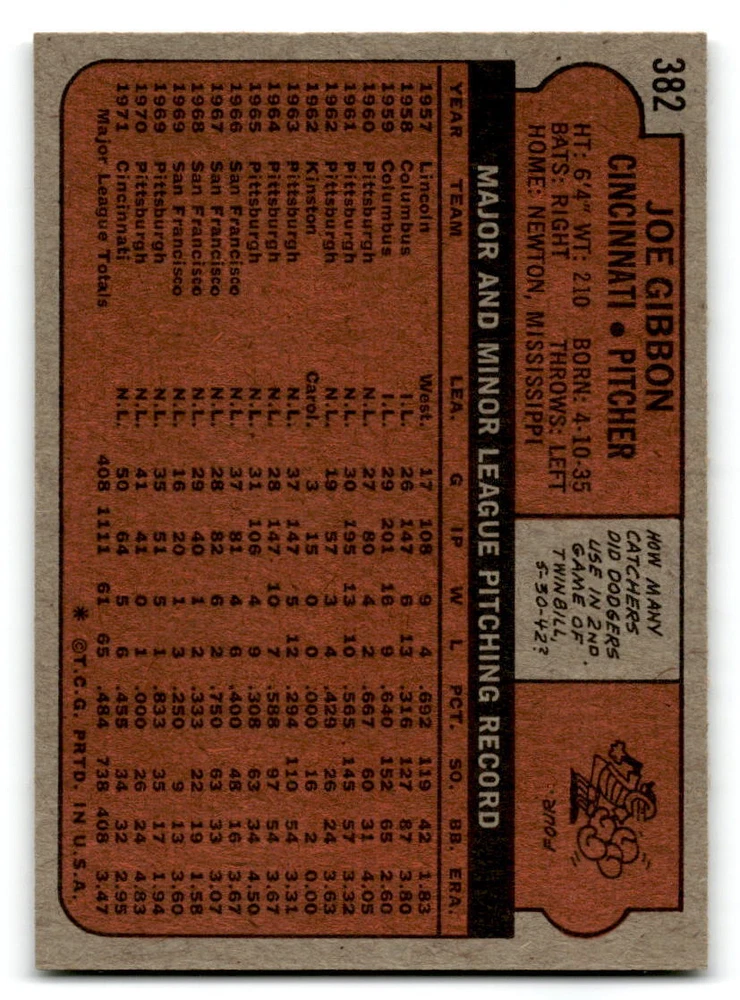 382
JOE GIBBON
CINCINNATI • PITCHER
HT: 6'4" WT: 210 BORN: 4-10-35
BATS: RIGHT THROWS: LEFT
HOME: NEWTON, MISSISSIPPI
HOW MANY
CATCHERS
DID DODGERS
USE IN 2ND
GAME OF
TWINBILL,
5-30-42?
FOUR.
MAJOR AND MINOR LEAGUE PITCHING RECORD
YEAR TEAM LEA. G IP W L PCT. SO. BB. ERA.
1957 Lincoln West. 17 108 9 4 .692 119 42 1.83
1958 Columbus I.L. 26 147 6 13 .316 127 87 3.80
1959 Columbus I.L. 29 201 16 9 .640 152 65 2.60
1960 Pittsburgh N.L. 27 80 4 2 .667 60 31 4.05
1961 Pittsburgh N.L. 30 195 13 10 .565 145 57 3.32
1962 Pittsburgh N.L. 19 57 3 4 .429 26 24 3.63
1962 Kinston Carol. 3 15 0 0 .000 16 2 0.00
1963 Pittsburgh N.L. 37 147 5 12 .294 110 54 3.31
1964 Pittsburgh N.L. 28 147 10 7 .588 97 54 3.67
1965 Pittsburgh N.L. 31 106 4 9 .308 63 34 4.50
1966 San Francisco N.L. 37 81 4 6 .400 48 16 3.67
1967 San Francisco N.L. 28 82 6 2 .750 63 33 3.07
1968 San Francisco N.L. 29 40 1 2 .333 22 19 1.58
1969 San Francisco N.L. 16 20 1 3 .250 9 13 3.60
1969 Pittsburgh N.L. 35 51 5 1 .833 35 17 1.94
1970 Pittsburgh N.L. 41 41 0 1 .000 26 24 4.83
1971 Cincinnati N.L. 50 64 5 6 .455 34 32 2.95
Major League Totals 408 1111 61 65 .484 738 408 3.47
* ©T.C.G. PRTD. IN U.S.A.